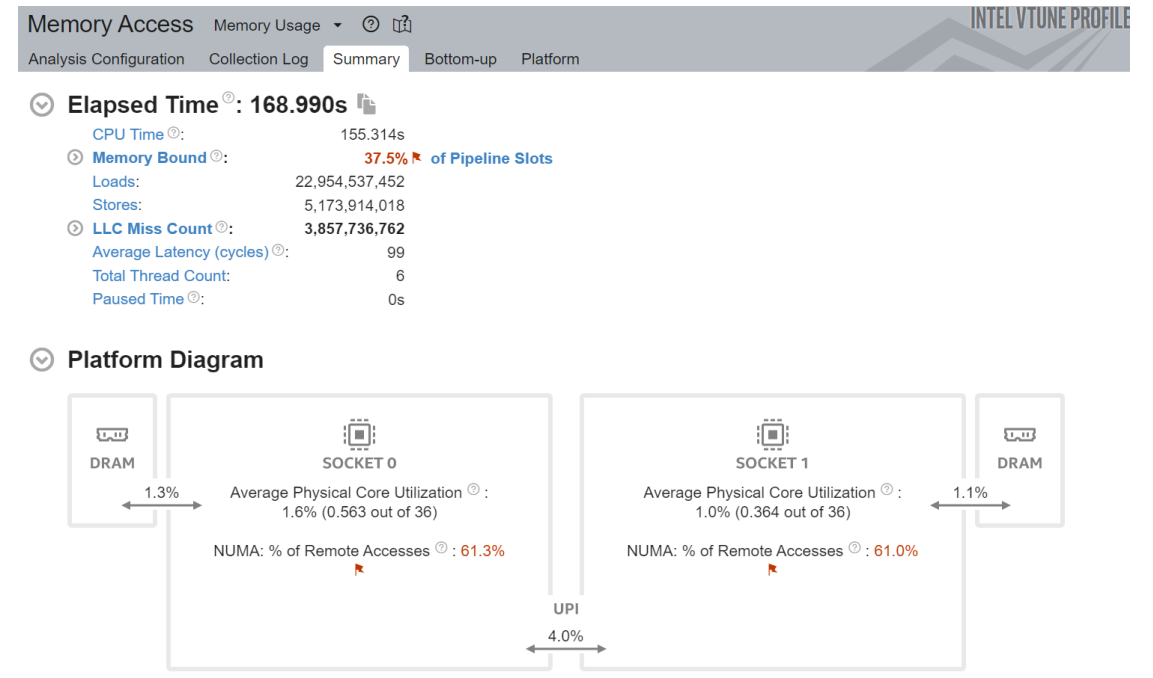 Memory Access Memory Usage
INTEL VTUNE PROFILE
Analysis Configuration Collection Log Summary Bottom-up Platform
Elapsed Time ?: 168.990s
CPU Time ?: 155.314s
Memory Bound ?: 37.5% of Pipeline Slots
Loads: 22,954,537,452
Stores: 5,173,914,018
LLC Miss Count ?: 3,857,736,762
Average Latency (cycles) ?: 99
Total Thread Count: 6
Paused Time ?: 0s
Platform Diagram
DRAM
1.3%
SOCKET 0
Average Physical Core Utilization ? :
1.6% (0.563 out of 36)
NUMA: % of Remote Accesses ? : 61.3%
SOCKET 1
Average Physical Core Utilization ? :
1.0% (0.364 out of 36)
NUMA: % of Remote Accesses ? : 61.0%
DRAM
1.1%
UPI
4.0%